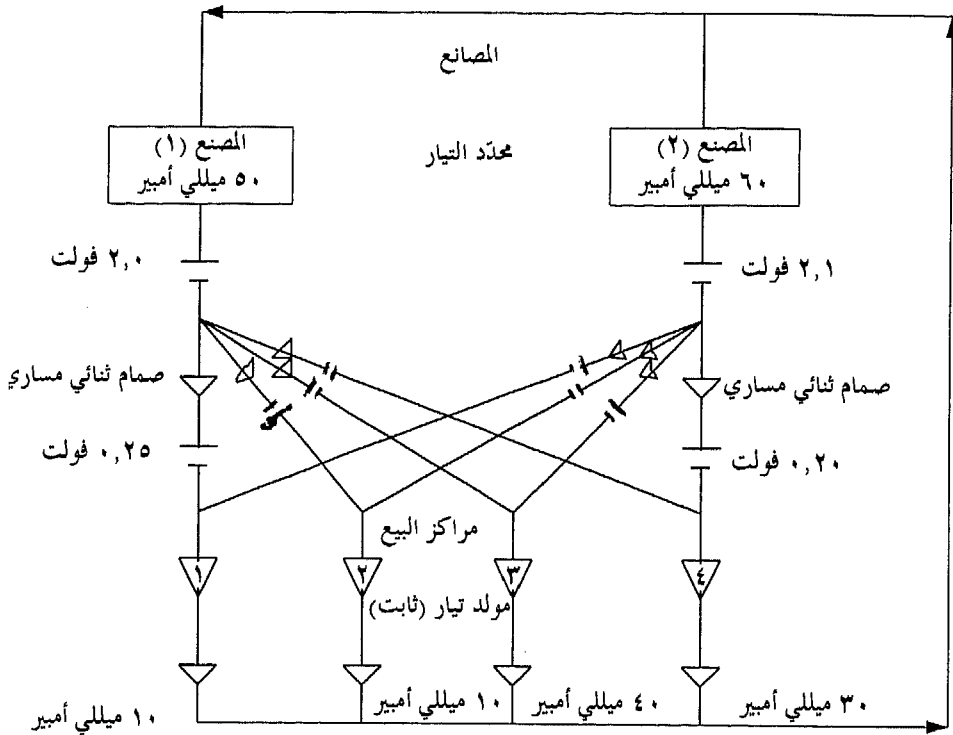 المصانع
المصنع (١)
٥٠ ميللي أمبير
محدّد التيار
المصنع (٢)
٦٠ ميللي أمبير
٢,٠ فولت
٢,١ فولت
صمام ثنائي مساري
صمام ثنائي مساري
٠,٢٥ فولت
٠,٢٠ فولت
مراكز البيع
١
٢
٣
٤
مولد تيار (ثابت)
١٠ ميللي أمبير
١٠ ميللي أمبير
٤٠ ميللي أمبير
٣٠ ميللي أمبير